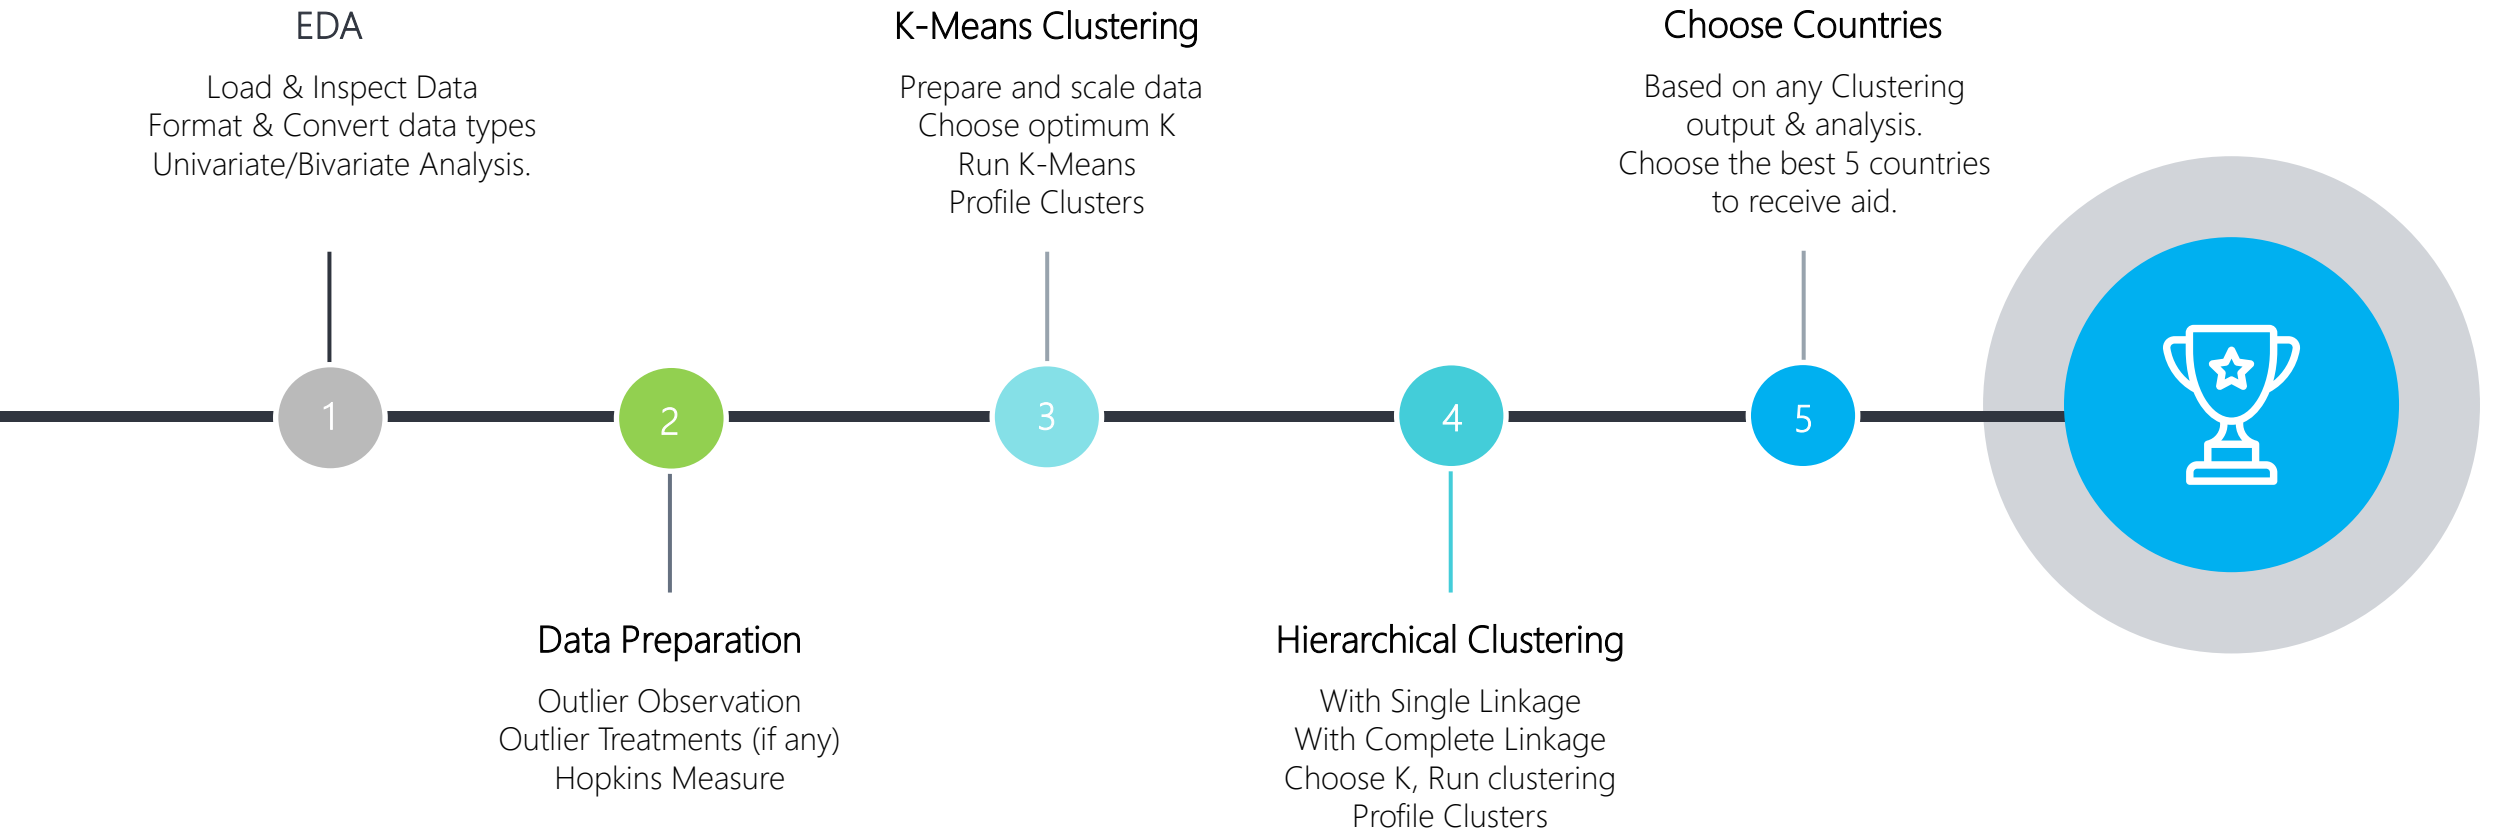 EDA
Load & Inspect Data
Format & Convert data types
Univariate/Bivariate Analysis.
1
2
Data Preparation
Outlier Observation
Outlier Treatments (if any)
Hopkins Measure
K-Means Clustering
Prepare and scale data
Choose optimum K
Run K-Means
Profile Clusters
3
4
Hierarchical Clustering
With Single Linkage
With Complete Linkage
Choose K, Run clustering
Profile Clusters
Choose Countries
Based on any Clustering
output & analysis.
Choose the best 5 countries
to receive aid.
5